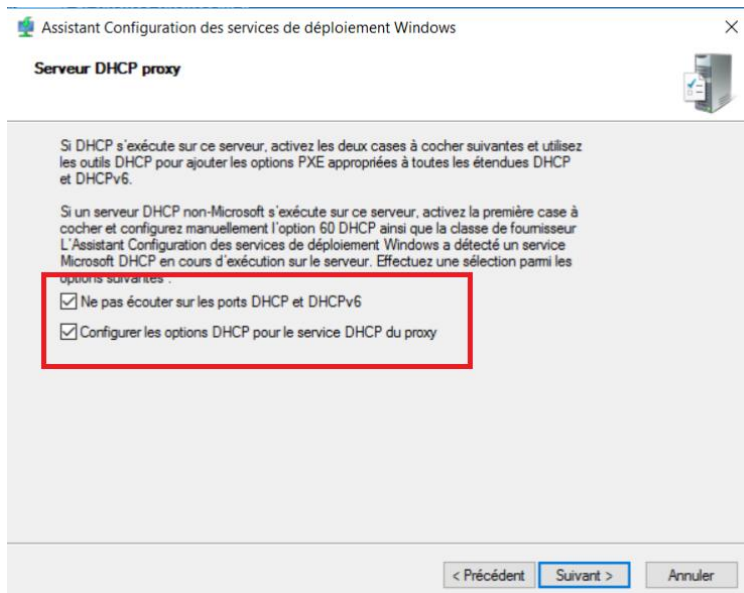 Assistant Configuration des services de déploiement Windows
Serveur DHCP proxy
Si DHCP s'exécute sur ce serveur, activez les deux cases à cocher suivantes et utilisez
les outils DHCP pour ajouter les options PXE appropriées à toutes les étendues DHCP
et DHCPv6.
Si un serveur DHCP non-Microsoft s'exécute sur ce serveur, activez la première case à
cocher et configurez manuellement l'option 60 DHCP ainsi que la classe de fournisseur
L'Assistant Configuration des services de déploiement Windows a détecté un service
Microsoft DHCP en cours d'exécution sur le serveur. Effectuez une sélection parmi les
options suivantes :
Ne pas écouter sur les ports DHCP et DHCPv6
Configurer les options DHCP pour le service DHCP du proxy
< Précédent Suivant > Annuler